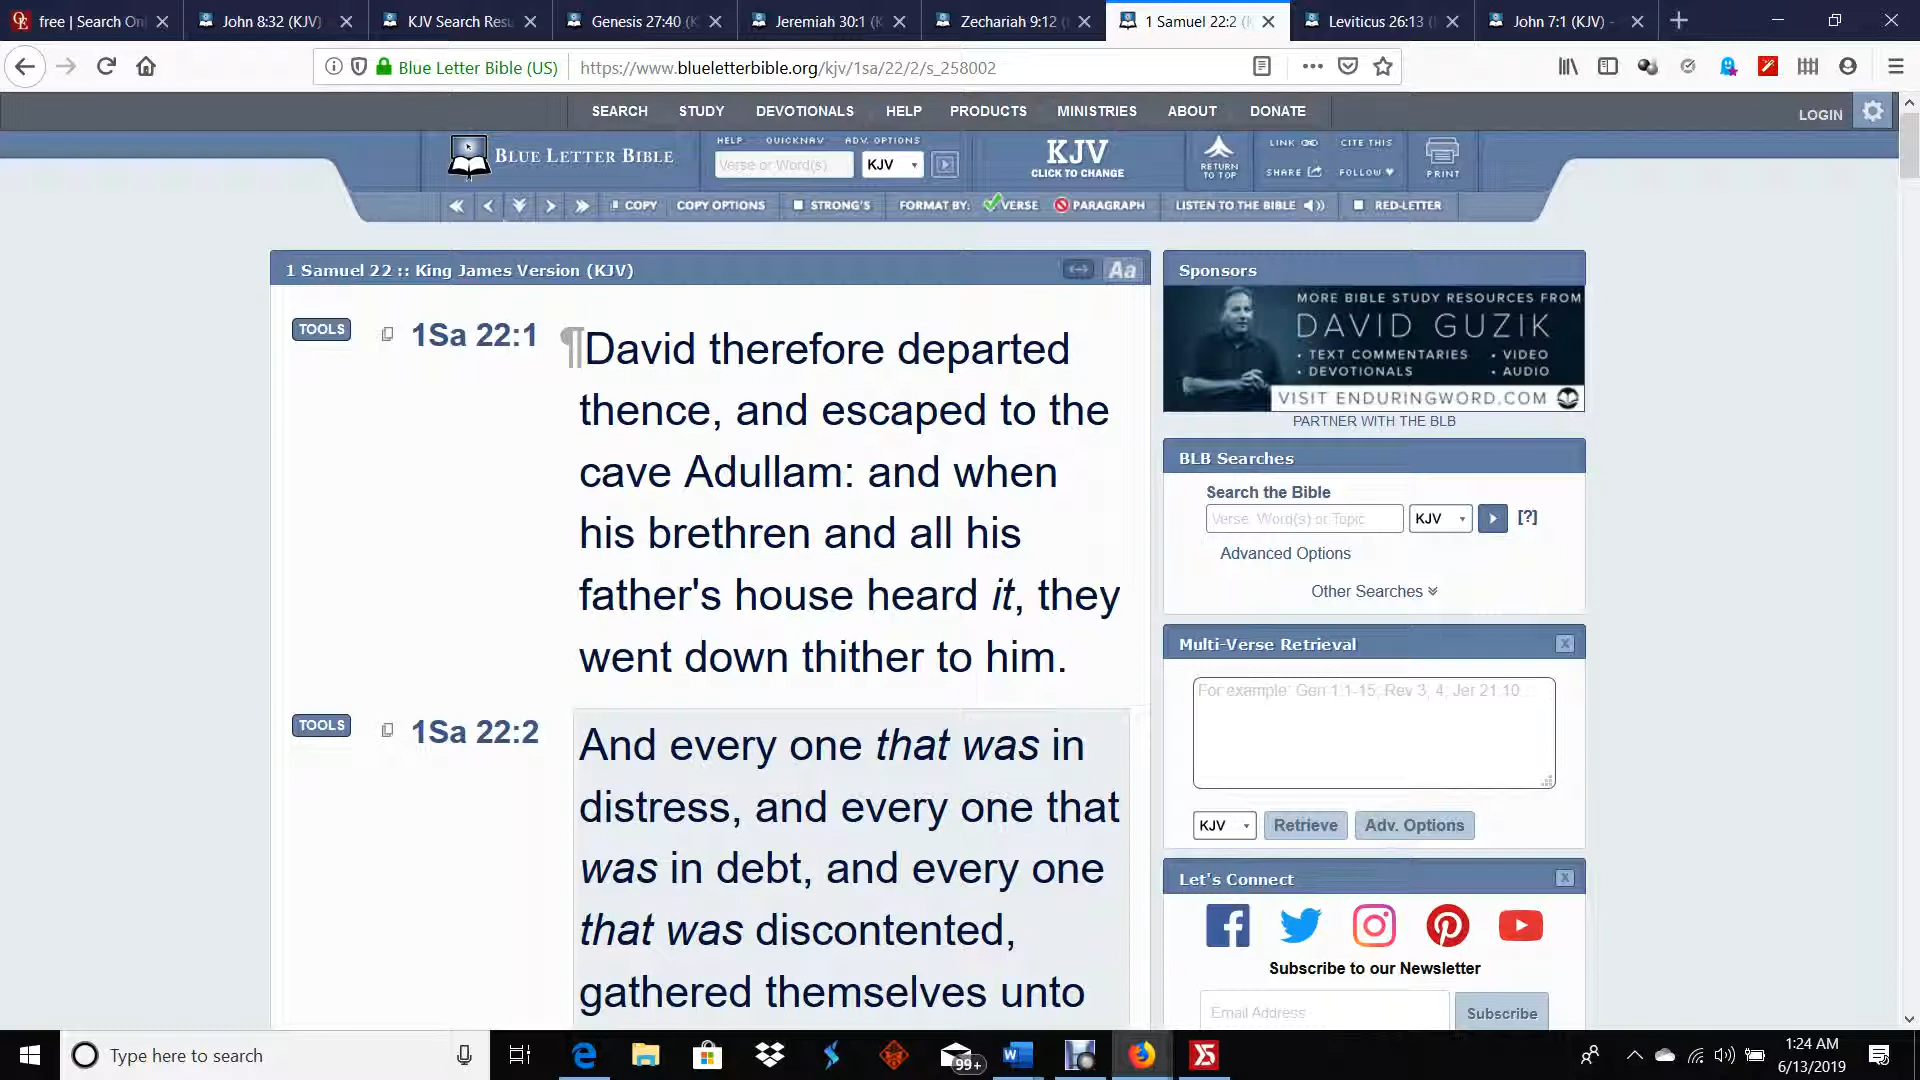 free | Search On
John 8:32 (KJV)
KJV Search Resu
Genesis 27:40 (K
Jeremiah 30:1 (K
Zechariah 9:12 (
1 Samuel 22:2 (K
Leviticus 26:13 (
John 7:1 (KJV) -
Blue Letter Bible (US)
https://www.blueletterbible.org/kjv/1sa/22/2/s_258002
SEARCH STUDY DEVOTIONALS HELP PRODUCTS MINISTRIES ABOUT DONATE
LOGIN
BLUE LETTER BIBLE
HELP QUICKNAV ADV. OPTIONS
Verse or Word(s)
KJV
KJV
CLICK TO CHANGE
RETURN
TO TOP
LINK
CITE THIS
SHARE
FOLLOW
PRINT
COPY COPY OPTIONS STRONG'S FORMAT BY: VERSE PARAGRAPH LISTEN TO THE BIBLE RED-LETTER
1 Samuel 22 :: King James Version (KJV)
Aa
TOOLS
1Sa 22:1
¶David therefore departed
thence, and escaped to the
cave Adullam: and when
his brethren and all his
father's house heard it, they
went down thither to him.
TOOLS
1Sa 22:2
And every one that was in
distress, and every one that
was in debt, and every one
that was discontented,
gathered themselves unto
Sponsors
MORE BIBLE STUDY RESOURCES FROM
DAVID GUZIK
• TEXT COMMENTARIES • VIDEO
• DEVOTIONALS • AUDIO
VISIT ENDURINGWORD.COM
PARTNER WITH THE BLB
BLB Searches
Search the Bible
Verse, Word(s) or Topic
KJV
[?]
Advanced Options
Other Searches
Multi-Verse Retrieval
x
For example: Gen 1:1-15; Rev 3, 4; Jer 21:10...
KJV
Retrieve
Adv. Options
Let's Connect
x
Subscribe to our Newsletter
Email Address
Subscribe
Type here to search
99+
1:24 AM
6/13/2019